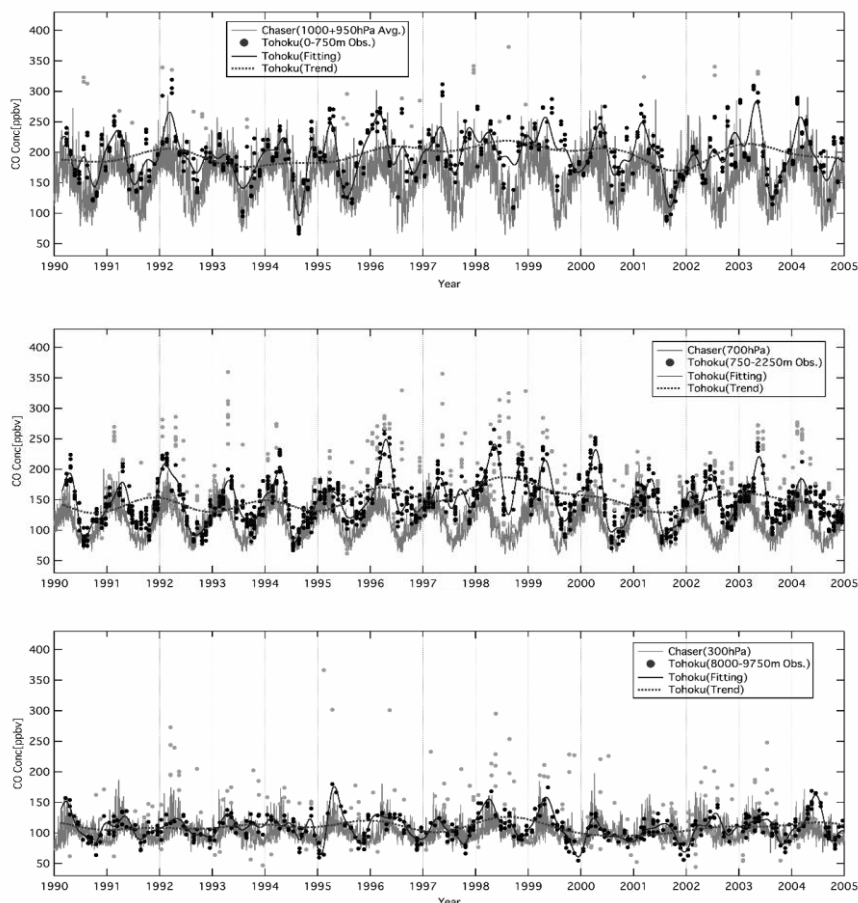 CO Conc[ppbv]
400
350
300
250
200
150
100
50
Chaser(1000+950hPa Avg.)
Tohoku(0-750m Obs.)
Tohoku(Fitting)
Tohoku(Trend)
1990 1991 1992 1993 1994 1995 1996 1997 1998 1999 2000 2001 2002 2003 2004 2005
Year
CO Conc[ppbv]
400
350
300
250
200
150
100
50
Chaser(700hPa)
Tohoku(750-2250m Obs.)
Tohoku(Fitting)
Tohoku(Trend)
1990 1991 1992 1993 1994 1995 1996 1997 1998 1999 2000 2001 2002 2003 2004 2005
CO Conc[ppbv]
400
350
300
250
200
150
100
50
Chaser(300hPa)
Tohoku(8000-9750m Obs.)
Tohoku(Fitting)
Tohoku(Trend)
1990 1991 1992 1993 1994 1995 1996 1997 1998 1999 2000 2001 2002 2003 2004 2005
Year